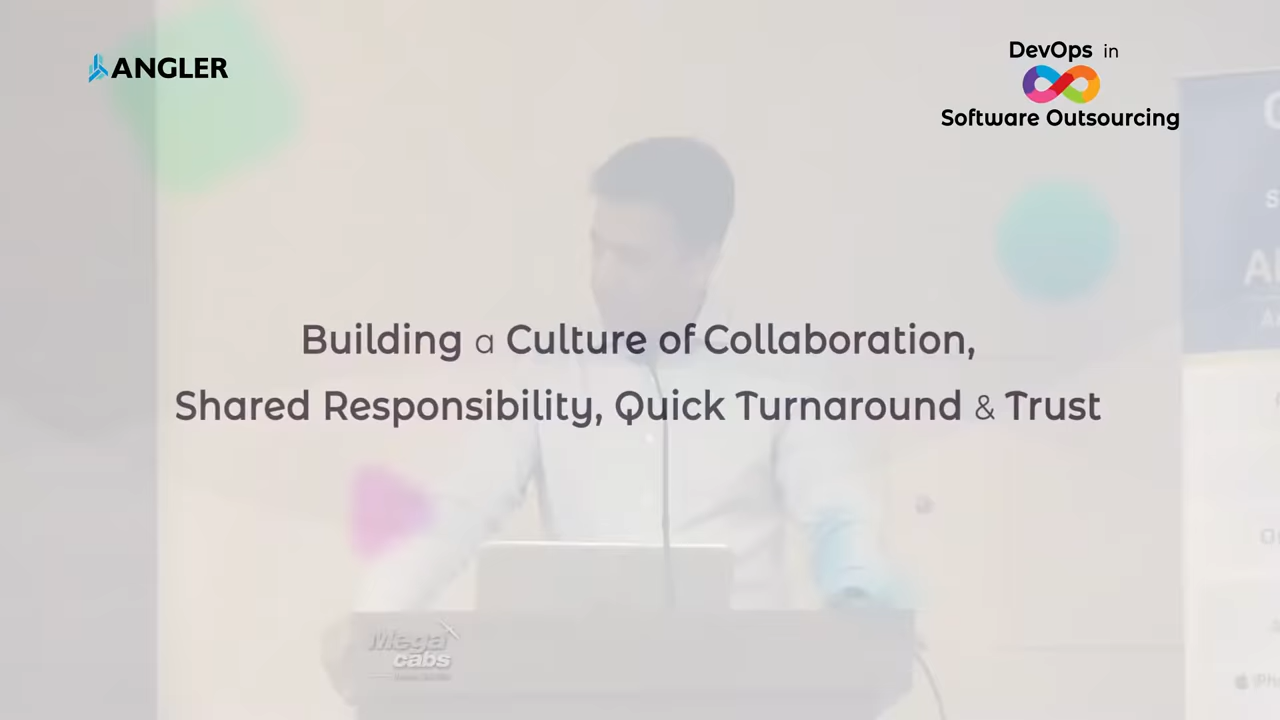 ANGLER
DevOps in
Software Outsourcing
Building a Culture of Collaboration,
Shared Responsibility, Quick Turnaround & Trust
Mega
cabs